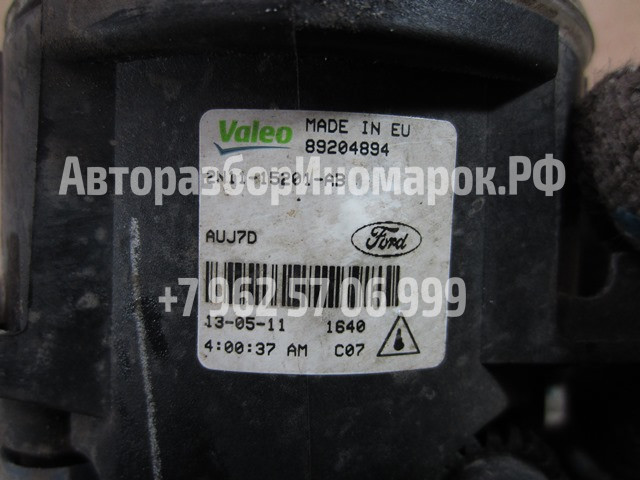 Valeo MADE IN EU
89204894
2N11-15201-AB
АвторазборИномарок.РФ
AUJ7D Ford
+7 962 57 06 999
13-05-11 1640
4:00:37 AM C07